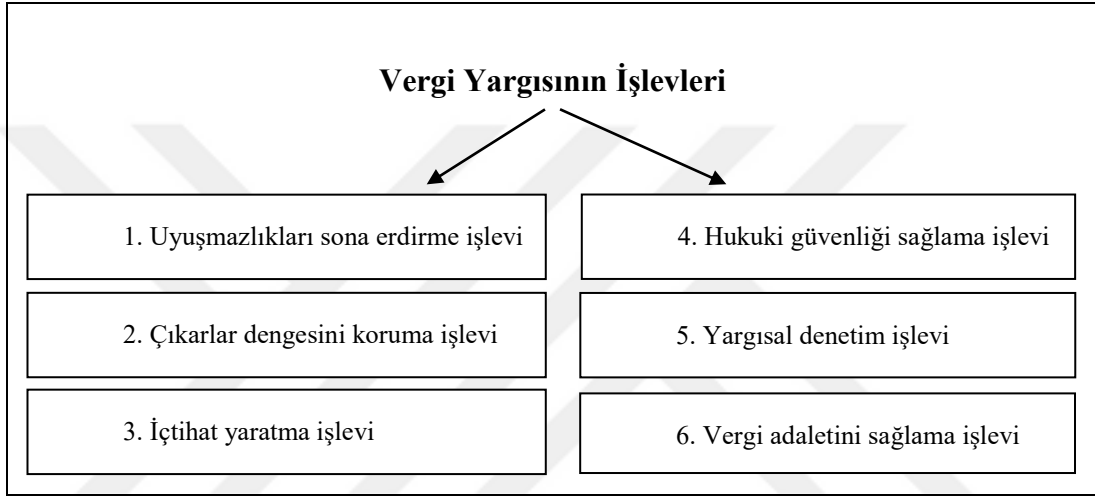 Vergi Yargısının İşlevleri
1. Uyuşmazlıkları sona erdirme işlevi
2. Çıkarlar dengesini koruma işlevi
3. İçtihat yaratma işlevi
4. Hukuki güvenliği sağlama işlevi
5. Yargısal denetim işlevi
6. Vergi adaletini sağlama işlevi